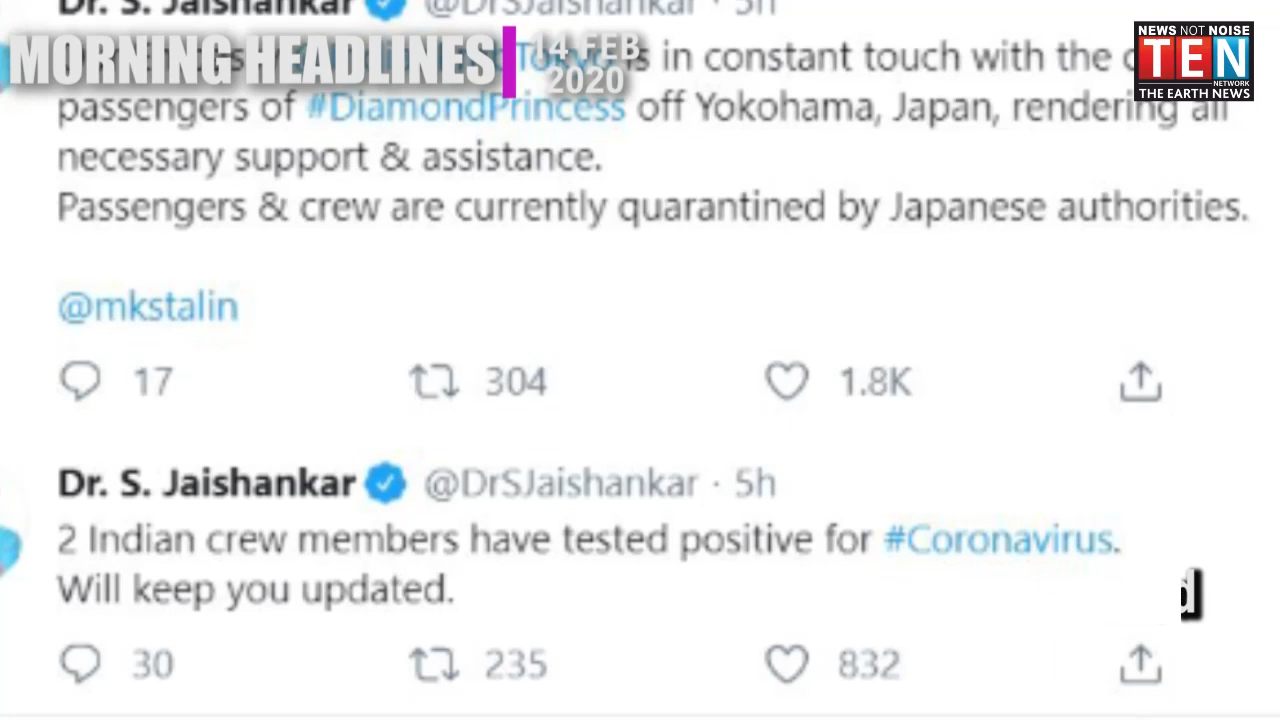 Dr. S. Jaishankar @DrSJaishankar · 5h
MORNING HEADLINES
14 FEB
2020
NEWS NOT NOISE
TEN
NETWORK
THE EARTH NEWS
is in constant touch with the
passengers of #DiamondPrincess off Yokohama, Japan, rendering all
necessary support & assistance.
Passengers & crew are currently quarantined by Japanese authorities.
@mkstalin
17 304 1.8K
Dr. S. Jaishankar @DrSJaishankar · 5h
2 Indian crew members have tested positive for #Coronavirus.
Will keep you updated.
30 235 832